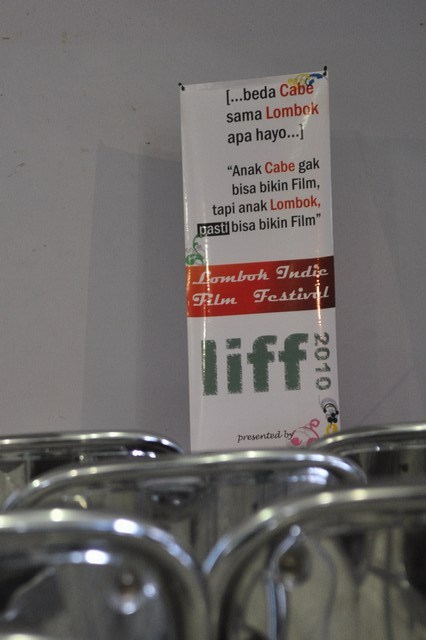 [...beda Cabe
sama Lombok
apa hayo...]
“Anak Cabe gak
bisa bikin Film,
tapi anak Lombok,
pasti bisa bikin Film”
Lombok Indie
Film Festival
liff 2010
presented by